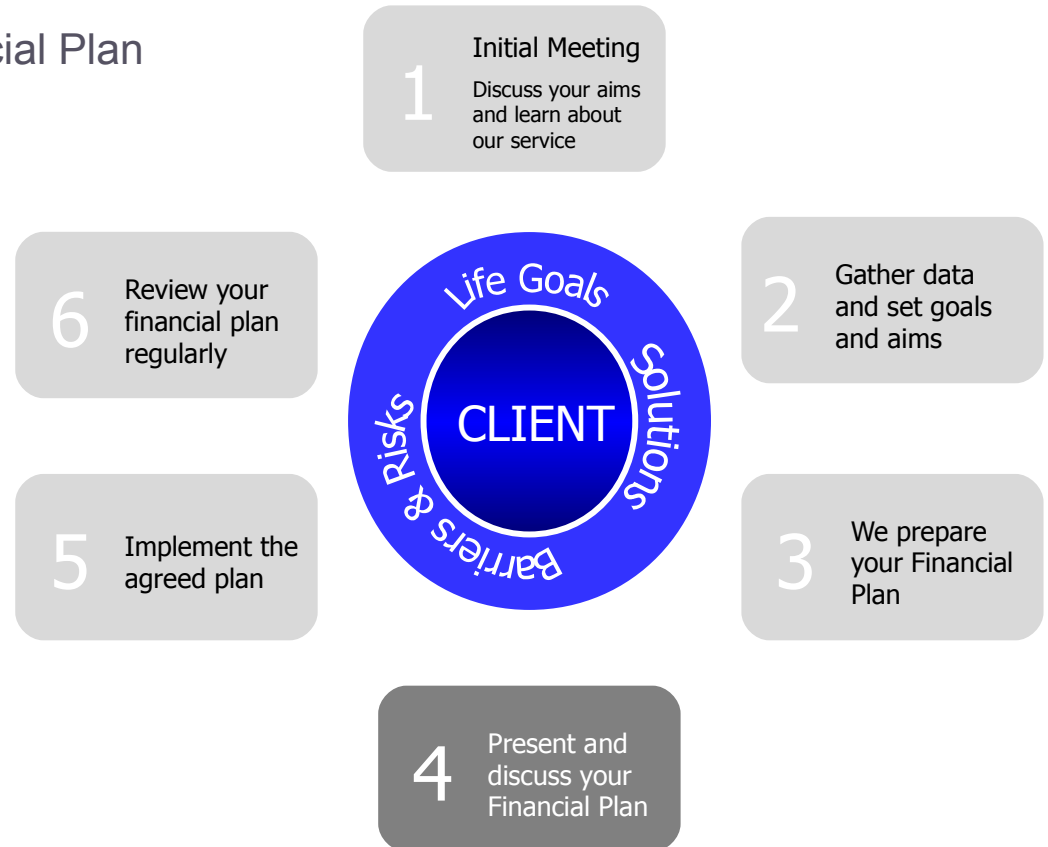 cial Plan
1
Initial Meeting
Discuss your aims
and learn about
our service
2
Gather data
and set goals
and aims
3
We prepare
your Financial
Plan
4
Present and
discuss your
Financial Plan
5
Implement the
agreed plan
6
Review your
financial plan
regularly
Life Goals
Solutions
Barriers & Risks
CLIENT